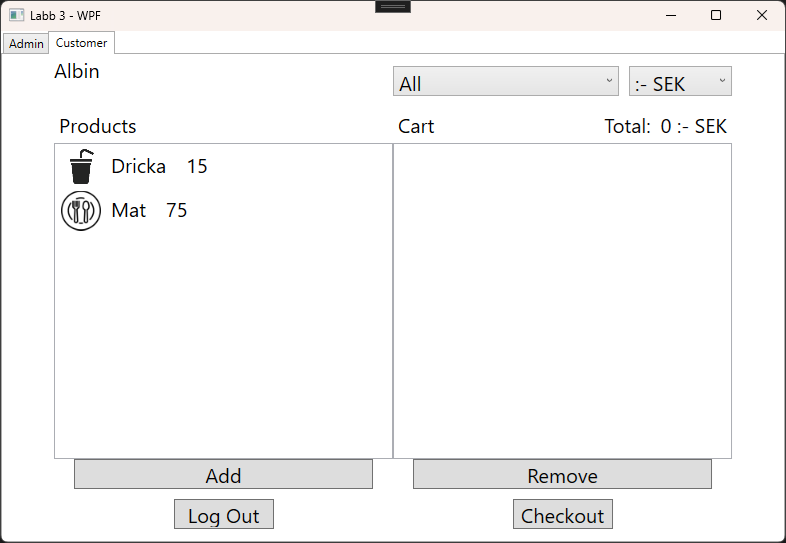 Labb 3 - WPF
Admin Customer
Albin All :- SEK
Products Cart Total: 0 :- SEK
Dricka 15
Mat 75
Add Remove
Log Out Checkout